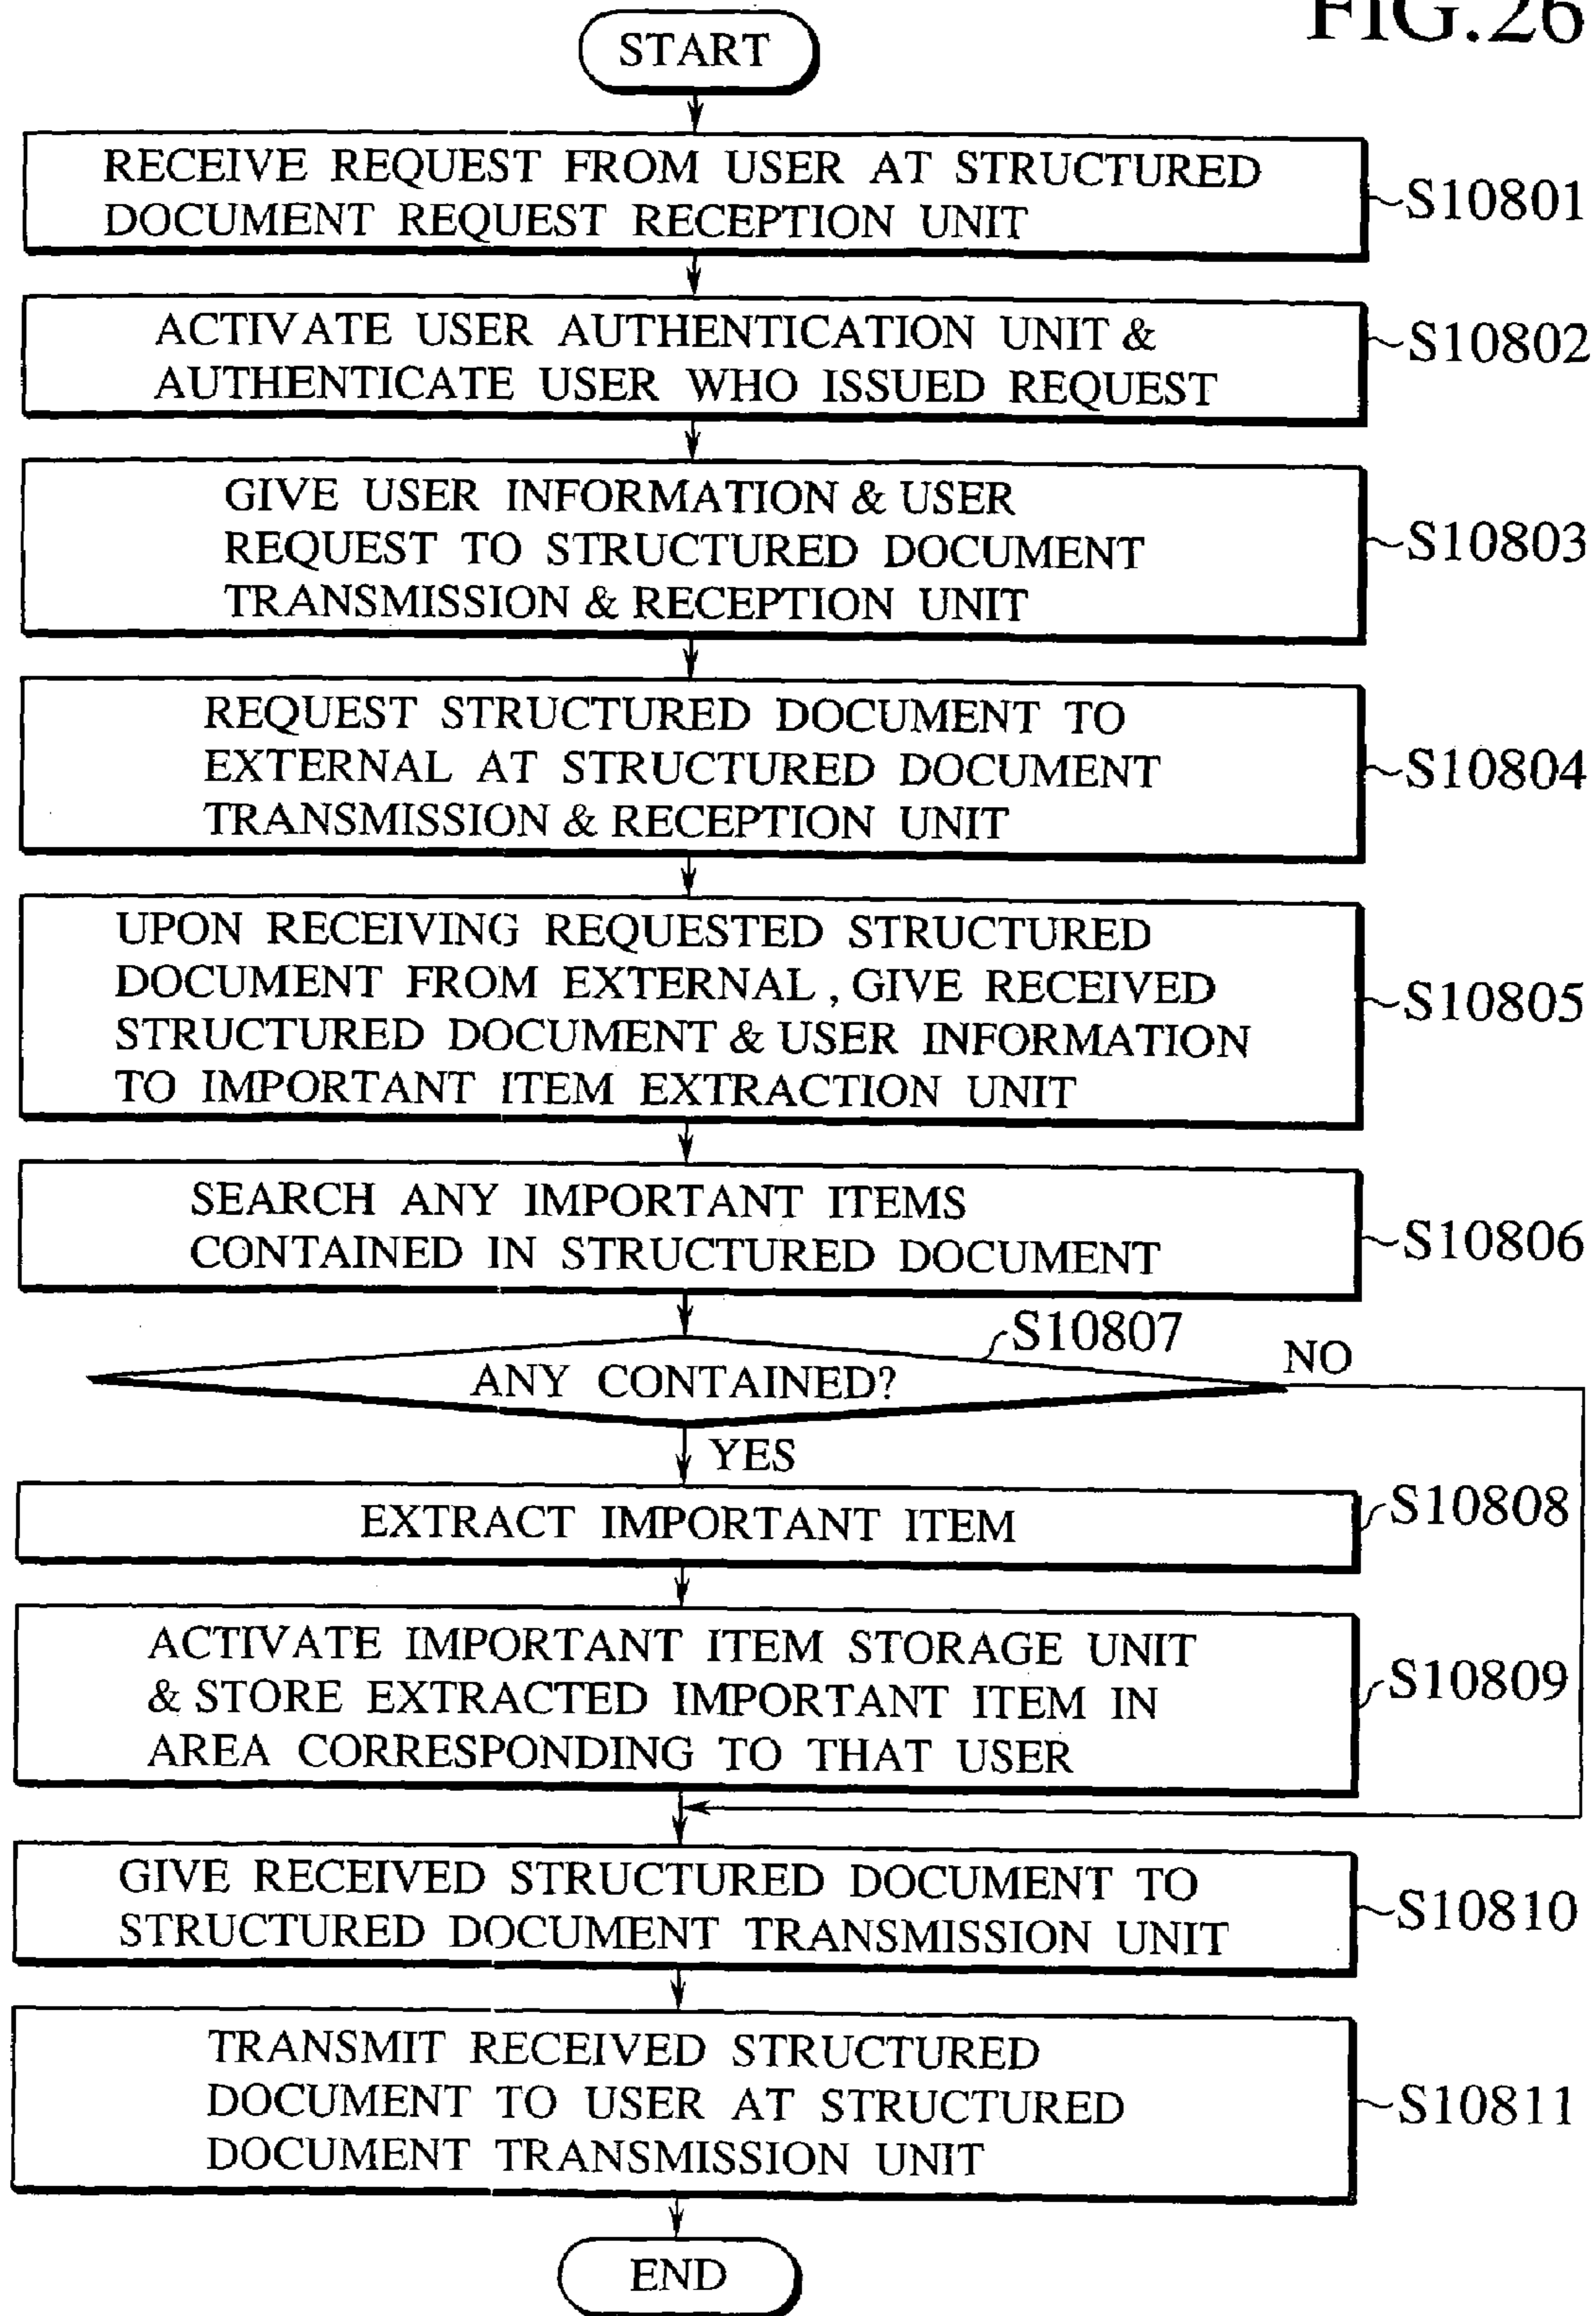 FIG.26
START
RECEIVE REQUEST FROM USER AT STRUCTURED
DOCUMENT REQUEST RECEPTION UNIT
S10801
ACTIVATE USER AUTHENTICATION UNIT &
AUTHENTICATE USER WHO ISSUED REQUEST
S10802
GIVE USER INFORMATION & USER
REQUEST TO STRUCTURED DOCUMENT
TRANSMISSION & RECEPTION UNIT
S10803
REQUEST STRUCTURED DOCUMENT TO
EXTERNAL AT STRUCTURED DOCUMENT
TRANSMISSION & RECEPTION UNIT
S10804
UPON RECEIVING REQUESTED STRUCTURED
DOCUMENT FROM EXTERNAL, GIVE RECEIVED
STRUCTURED DOCUMENT & USER INFORMATION
TO IMPORTANT ITEM EXTRACTION UNIT
S10805
SEARCH ANY IMPORTANT ITEMS
CONTAINED IN STRUCTURED DOCUMENT
S10806
S10807
ANY CONTAINED?
NO
YES
EXTRACT IMPORTANT ITEM
S10808
ACTIVATE IMPORTANT ITEM STORAGE UNIT
& STORE EXTRACTED IMPORTANT ITEM IN
AREA CORRESPONDING TO THAT USER
S10809
GIVE RECEIVED STRUCTURED DOCUMENT TO
STRUCTURED DOCUMENT TRANSMISSION UNIT
S10810
TRANSMIT RECEIVED STRUCTURED
DOCUMENT TO USER AT STRUCTURED
DOCUMENT TRANSMISSION UNIT
S10811
END